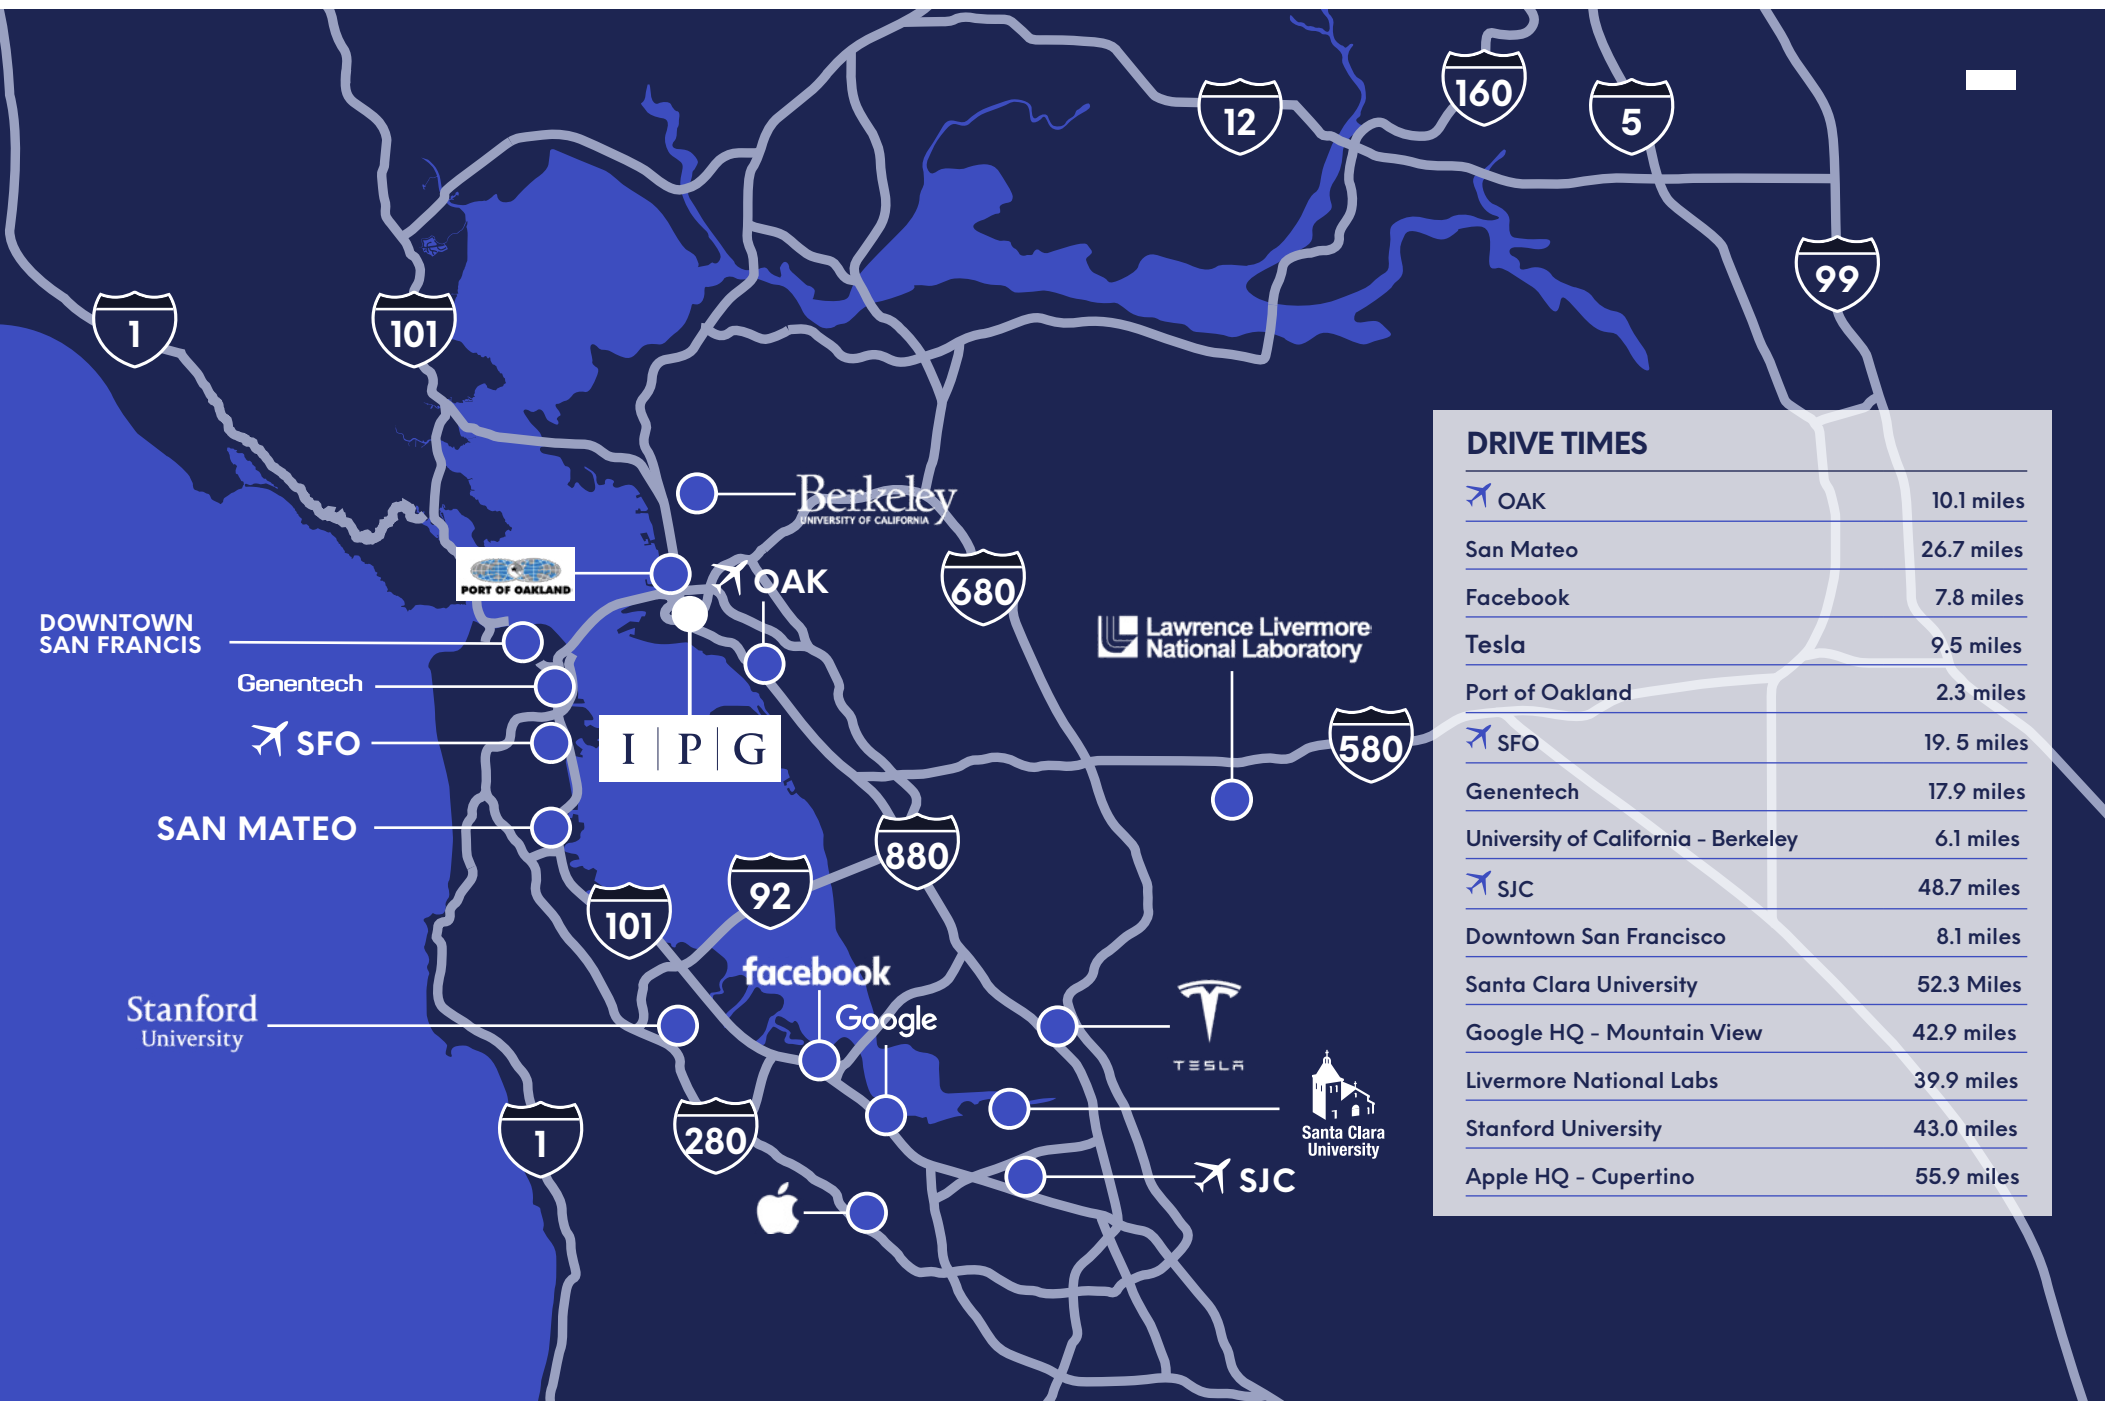 160
12
5
99
1
101
Berkeley
UNIVERSITY OF CALIFORNIA
PORT OF OAKLAND
OAK
680
DOWNTOWN
SAN FRANCIS
Genentech
SFO
I | P | G
Lawrence Livermore
National Laboratory
580
SAN MATEO
880
92
101
facebook
Google
Stanford
University
TESLA
Santa Clara
University
1
280
SJC
DRIVE TIMES
OAK 10.1 miles
San Mateo 26.7 miles
Facebook 7.8 miles
Tesla 9.5 miles
Port of Oakland 2.3 miles
SFO 19. 5 miles
Genentech 17.9 miles
University of California - Berkeley 6.1 miles
SJC 48.7 miles
Downtown San Francisco 8.1 miles
Santa Clara University 52.3 Miles
Google HQ - Mountain View 42.9 miles
Livermore National Labs 39.9 miles
Stanford University 43.0 miles
Apple HQ - Cupertino 55.9 miles